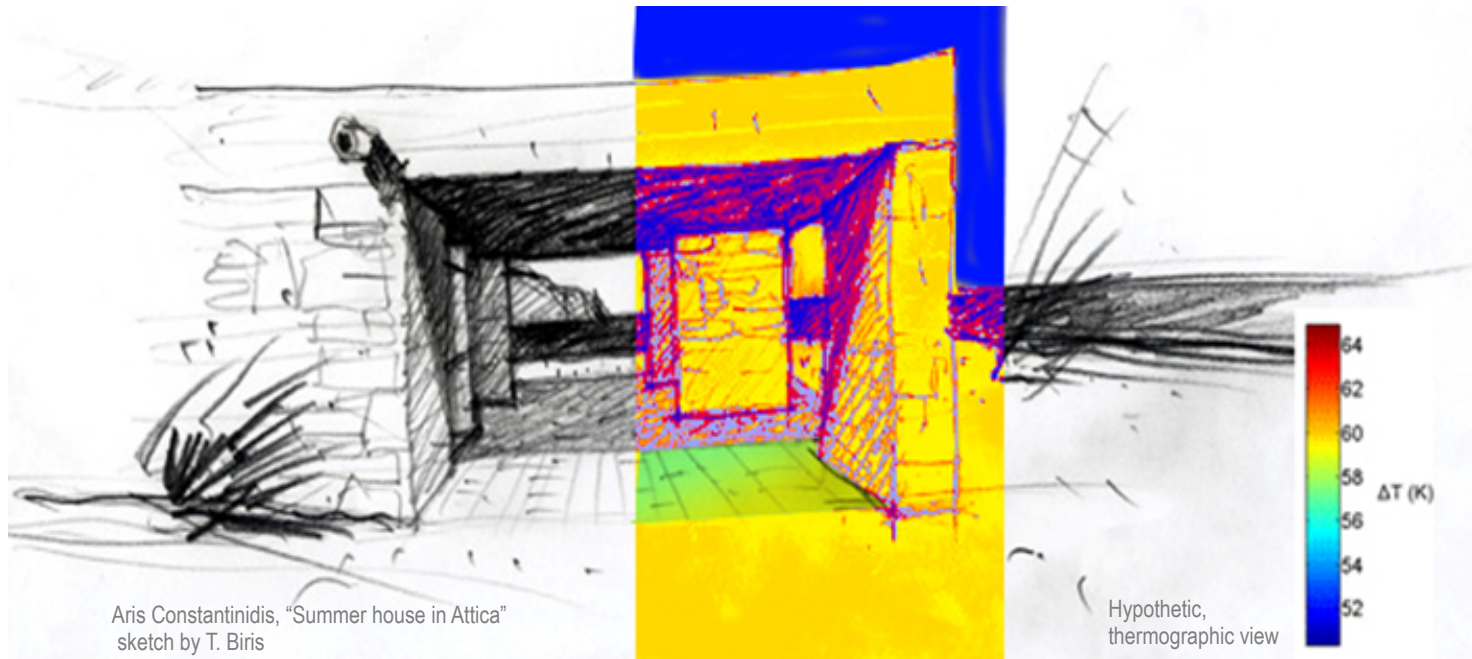 64
62
60
58
ΔT (K)
56
54
52
Aris Constantinidis, “Summer house in Attica”
sketch by T. Biris
Hypothetic,
thermographic view